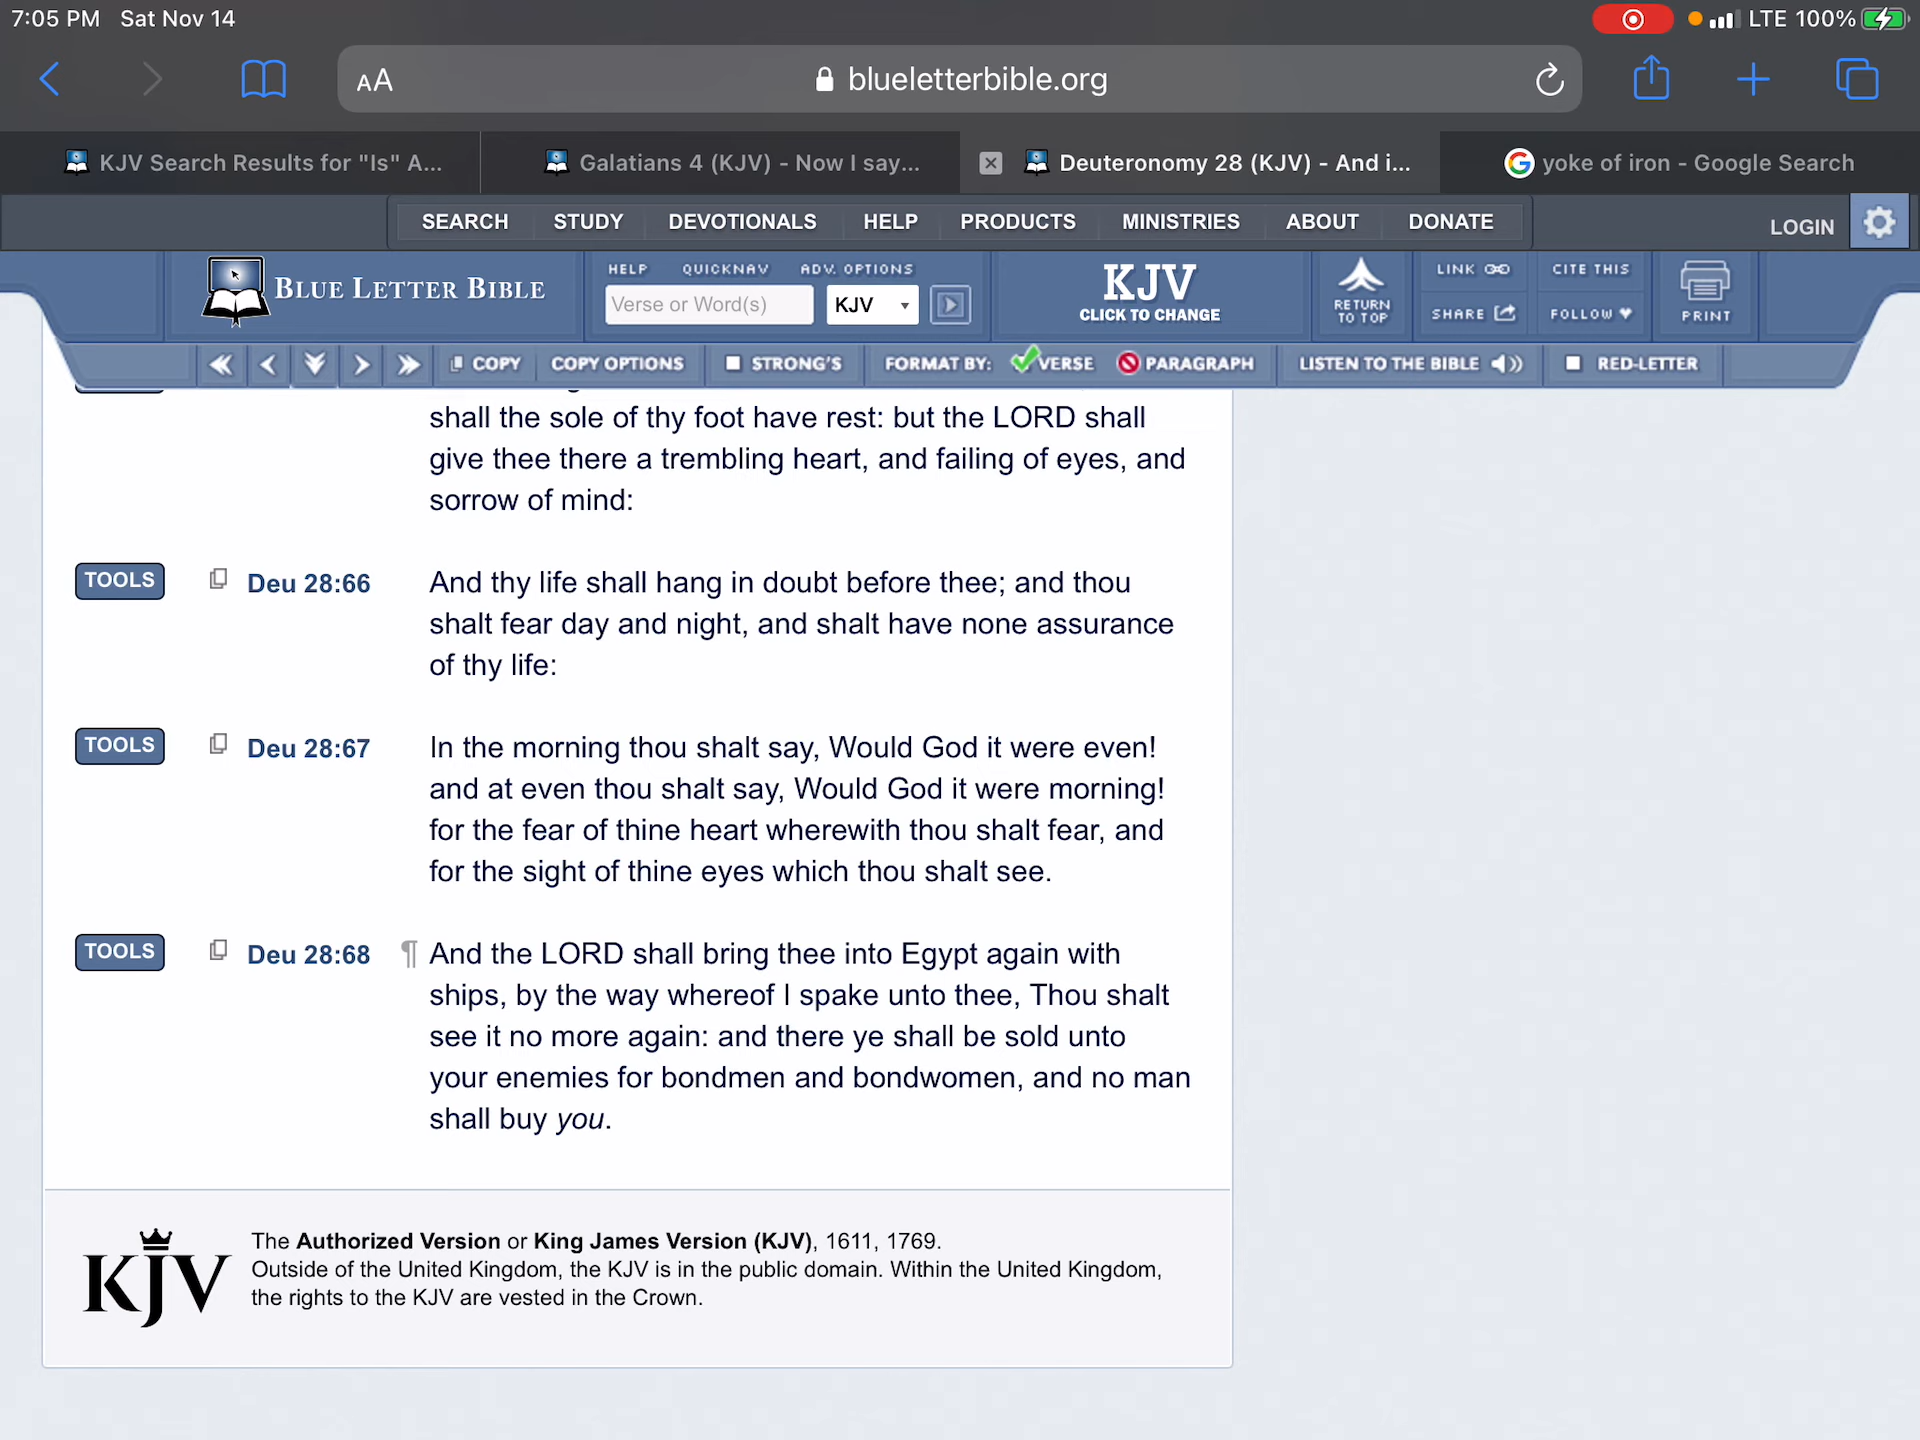 7:05 PM Sat Nov 14
LTE 100%
AA
blueletterbible.org
KJV Search Results for "Is" A...
Galatians 4 (KJV) - Now I say...
Deuteronomy 28 (KJV) - And i...
yoke of iron - Google Search
SEARCH STUDY DEVOTIONALS HELP PRODUCTS MINISTRIES ABOUT DONATE
LOGIN
BLUE LETTER BIBLE
HELP QUICKNAV ADV. OPTIONS
Verse or Word(s)
KJV
KJV
CLICK TO CHANGE
RETURN
TO TOP
LINK
CITE THIS
SHARE
FOLLOW
PRINT
COPY COPY OPTIONS STRONG'S FORMAT BY: VERSE PARAGRAPH LISTEN TO THE BIBLE RED-LETTER
shall the sole of thy foot have rest: but the LORD shall
give thee there a trembling heart, and failing of eyes, and
sorrow of mind:
TOOLS Deu 28:66 And thy life shall hang in doubt before thee; and thou
shalt fear day and night, and shalt have none assurance
of thy life:
TOOLS Deu 28:67 In the morning thou shalt say, Would God it were even!
and at even thou shalt say, Would God it were morning!
for the fear of thine heart wherewith thou shalt fear, and
for the sight of thine eyes which thou shalt see.
TOOLS Deu 28:68 ¶ And the LORD shall bring thee into Egypt again with
ships, by the way whereof I spake unto thee, Thou shalt
see it no more again: and there ye shall be sold unto
your enemies for bondmen and bondwomen, and no man
shall buy you.
KJV
The Authorized Version or King James Version (KJV), 1611, 1769.
Outside of the United Kingdom, the KJV is in the public domain. Within the United Kingdom,
the rights to the KJV are vested in the Crown.